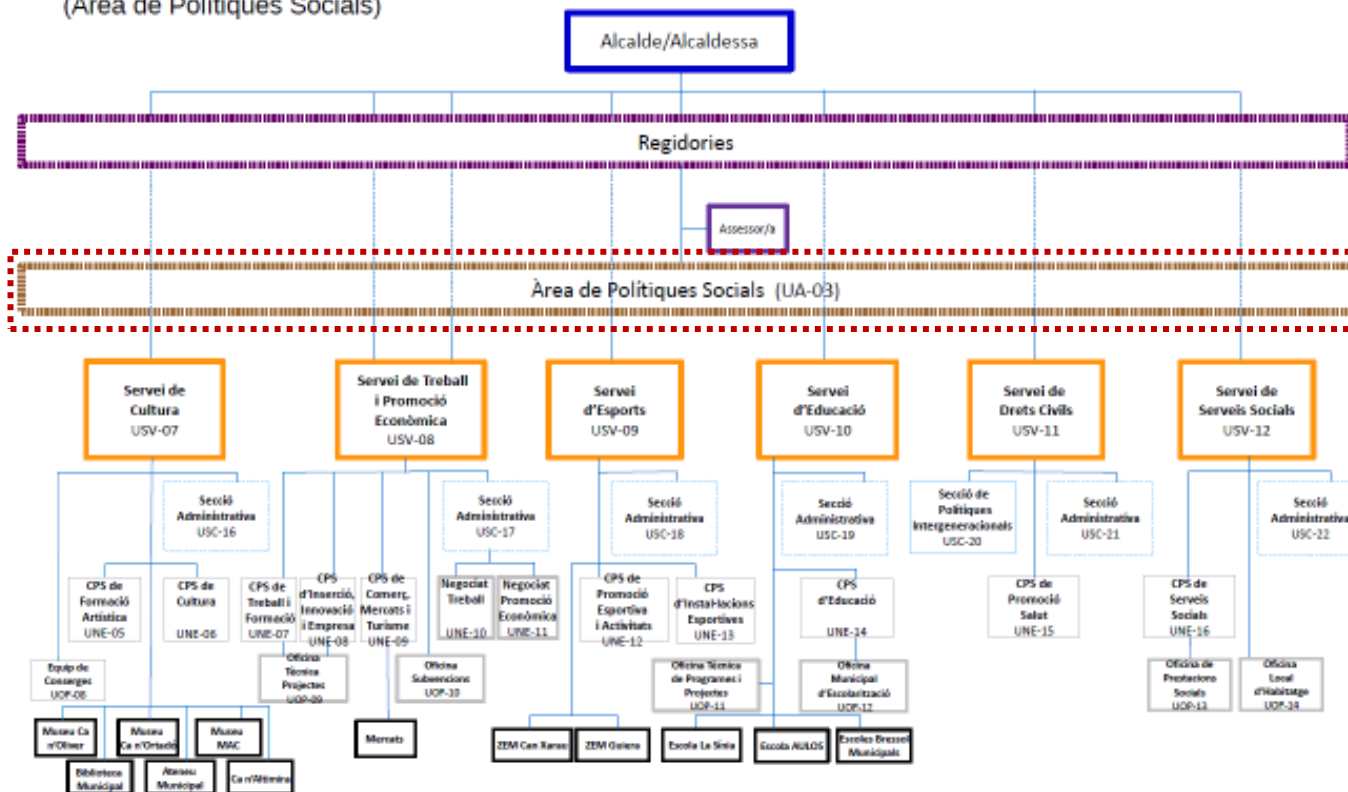 (Àrea de Polítiques Socials)
Alcalde/Alcaldessa
Regidories
Assessor/a
Àrea de Polítiques Socials (UA-03)
Servei de
Cultura
USV-07
Servei de Treball
i Promoció
Econòmica
USV-08
Servei
d'Esports
USV-09
Servei
d'Educació
USV-10
Servei de
Drets Civils
USV-11
Servei de
Serveis Socials
USV-12
Secció
Administrativa
USC-16
Secció
Administrativa
USC-17
Secció
Administrativa
USC-18
Secció
Administrativa
USC-19
Secció de
Polítiques
Intergeneracionals
USC-20
Secció
Administrativa
USC-21
Secció
Administrativa
USC-22
CPS de
Formació
Artística
UNE-05
CPS de
Cultura
UNE-06
CPS de
Treball i
Formació
UNE-07
CPS
d'Inserció,
Innovació
i Empresa
UNE-08
CPS de
Comerç,
Mercats i
Turisme
UNE-09
Negociat
Treball
UNE-10
Negociat
Promoció
Econòmica
UNE-11
CPS de
Promoció
Esportiva
i Activitats
UNE-12
CPS
d'Instal·lacions
Esportives
UNE-13
CPS
d'Educació
UNE-14
CPS de
Promoció
Salut
UNE-15
CPS de
Serveis
Socials
UNE-16
Equip de
Conserges
UOP-08
Oficina
Tècnica
Projectes
UOP-09
Oficina
Subvencions
UOP-10
Oficina Tècnica
de Programes i
Projectes
UOP-11
Oficina
Municipal
d'Escolarització
UOP-12
Oficina de
Prestacions
Socials
UOP-13
Oficina
Local
d'Habitatge
UOP-14
Museu Ca
n'Oliver
Museu
Ca n'Ortadó
Museu
MAC
Mercats
ZEM Can Xarau
ZEM Guiera
Escola La Sínia
Escola AULOS
Escoles Bressol
Municipals
Biblioteca
Municipal
Ateneu
Municipal
Ca n'Altimira